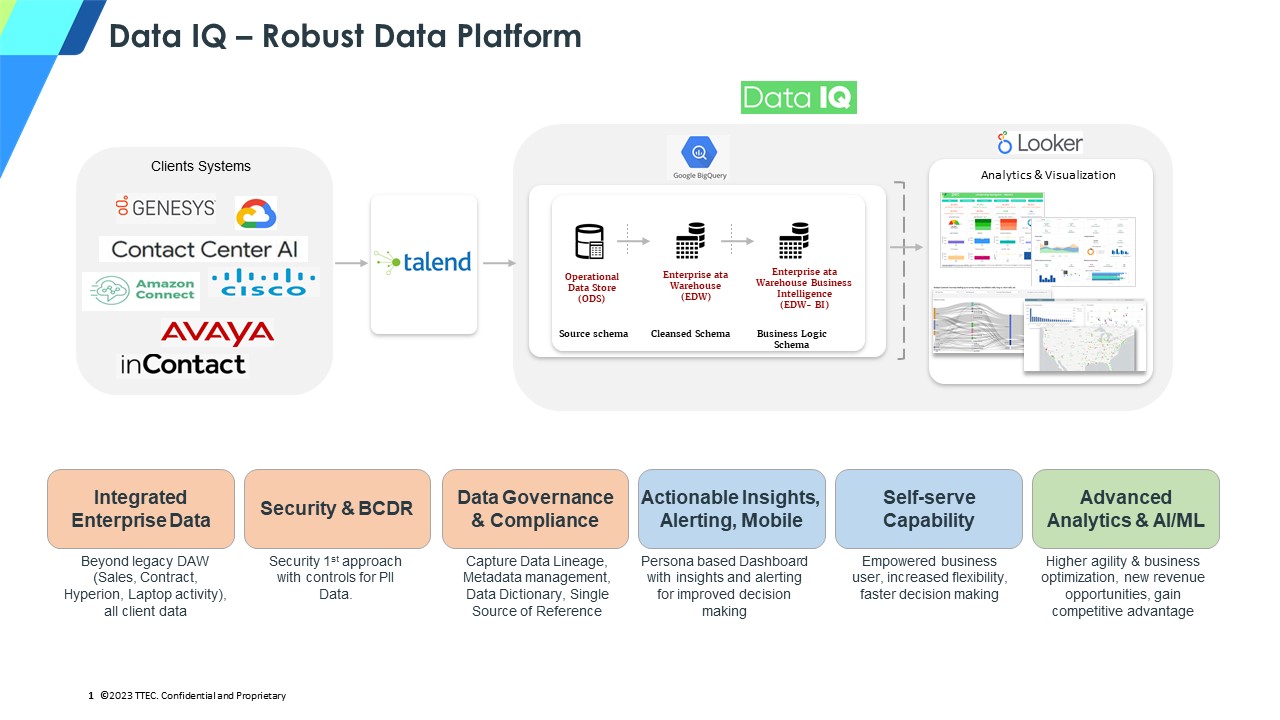 Data IQ – Robust Data Platform
Data IQ
Clients Systems
GENESYS
Contact Center AI
Amazon
Connect
CISCO
AVAYA
inContact
talend
Google BigQuery
Operational
Data Store
(ODS)
Enterprise ata
Warehouse
(EDW)
Enterprise ata
Warehouse Business
Intelligence
(EDW– BI)
Source schema
Cleansed Schema
Business Logic
Schema
Looker
Analytics & Visualization
Integrated
Enterprise Data
Beyond legacy DAW
(Sales, Contract,
Hyperion, Laptop activity),
all client data
Security & BCDR
Security 1st approach
with controls for PII
Data.
Data Governance
& Compliance
Capture Data Lineage,
Metadata management,
Data Dictionary, Single
Source of Reference
Actionable Insights,
Alerting, Mobile
Persona based Dashboard
with insights and alerting
for improved decision
making
Self-serve
Capability
Empowered business
user, increased flexibility,
faster decision making
Advanced
Analytics & AI/ML
Higher agility & business
optimization, new revenue
opportunities, gain
competitive advantage
1 ©2023 TTEC. Confidential and Proprietary